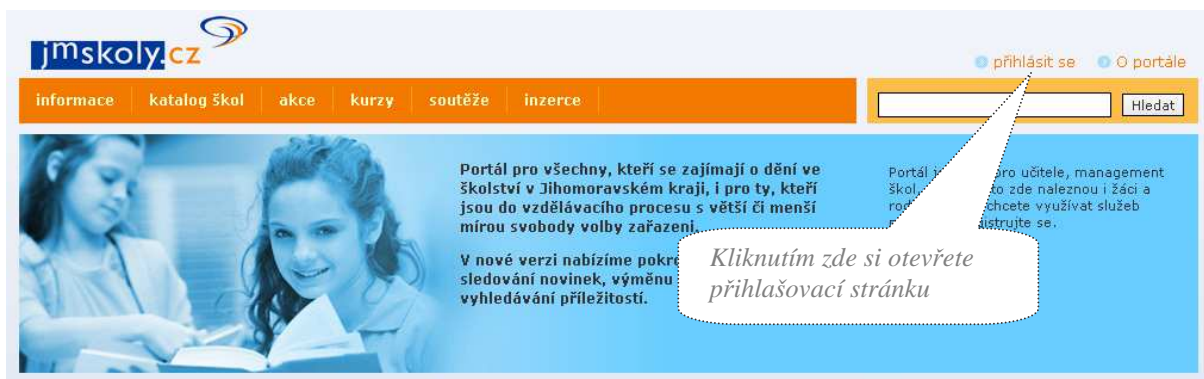 jmskoly.cz
přihlásit se
O portále
informace
katalog škol
akce
kurzy
soutěže
inzerce
Hledat
Portál pro všechny, kteří se zajímají o dění ve
školství v Jihomoravském kraji, i pro ty, kteří
jsou do vzdělávacího procesu s větší či menší
mírou svobody volby zařazeni.
V nové verzi nabízíme
sledování novinek, výměnu
vyhledávání příležitostí.
Portál pro učitele, management
škol, zde naleznou i žáci a
chcete využívat služeb
se.
Kliknutím zde si otevřete
přihlašovací stránku